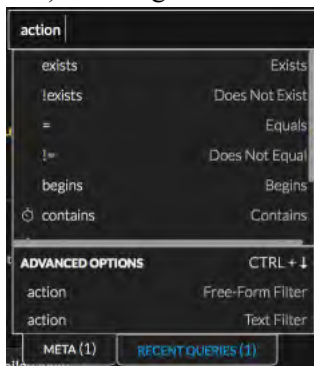 action
exists Exists
!exists Does Not Exist
= Equals
!= Does Not Equal
begins Begins
contains Contains
ADVANCED OPTIONS CTRL + ↓
action Free-Form Filter
action Text Filter
META (1) RECENT QUERIES (1)